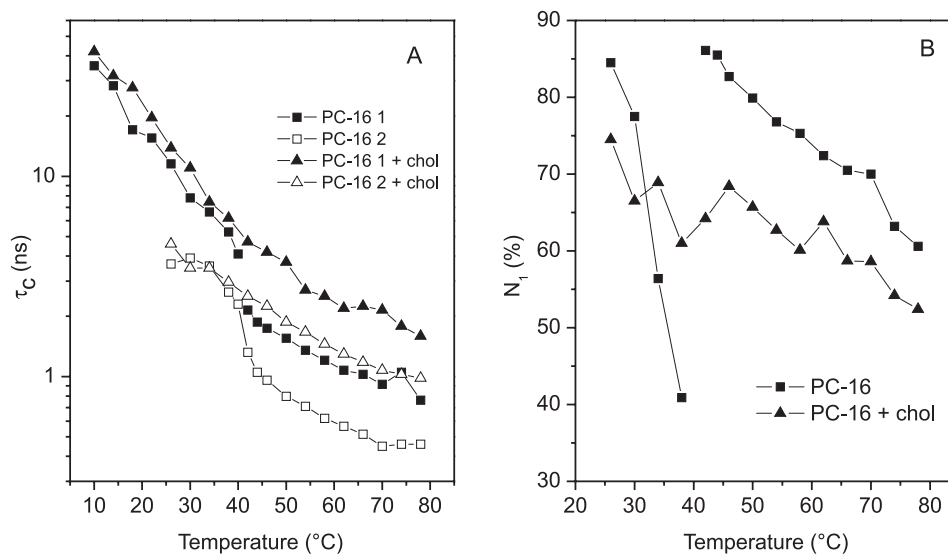 A
PC-16 1
PC-16 2
PC-16 1 + chol
PC-16 2 + chol
10
1
τC (ns)
10 20 30 40 50 60 70 80
Temperature (°C)
B
90
80
70
60
50
40
30
N1 (%)
PC-16
PC-16 + chol
20 30 40 50 60 70 80
Temperature (°C)